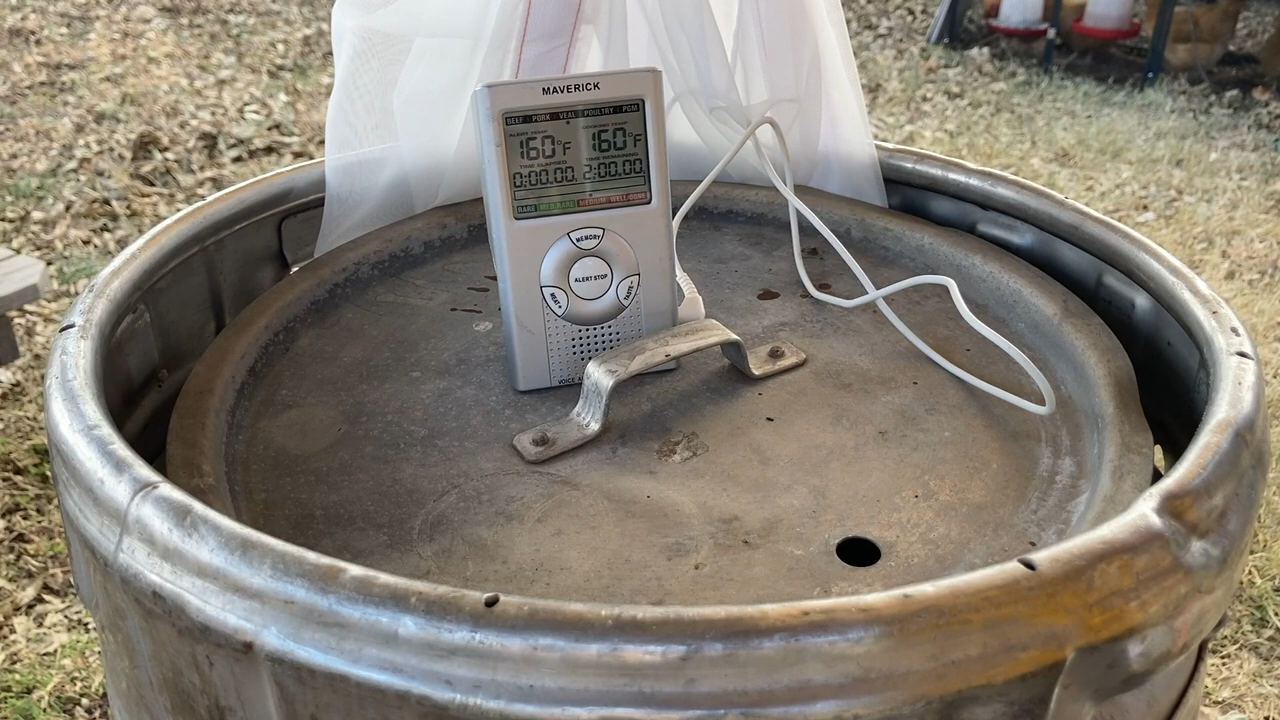 MAVERICK
BEEF PORK VEAL POULTRY PGM
ALERT TEMP COOKING TEMP
160°F 160°F
TIME ELAPSED TIME REMAINING
0:00.00. 2:00.00.
RARE MED RARE MEDIUM WELL/DONE
MEMORY
ALERT STOP
MEAT+ TASTE-
VOICE